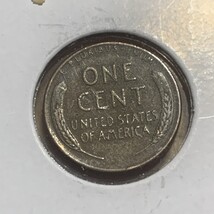 ONE
CENT
UNITED STATES
OF AMERICA